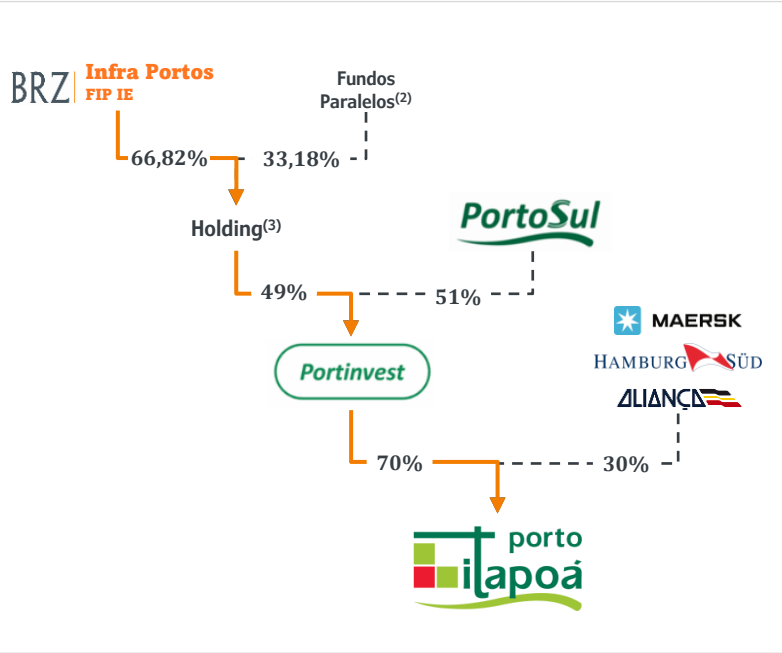 BRZ
Infra Portos
FIP IE
Fundos
Paralelos(2)
66,82%
33,18%
Holding(3)
PortoSul
49%
51%
MAERSK
HAMBURG SÜD
ALIANÇA
Portinvest
70%
30%
porto
itapoá